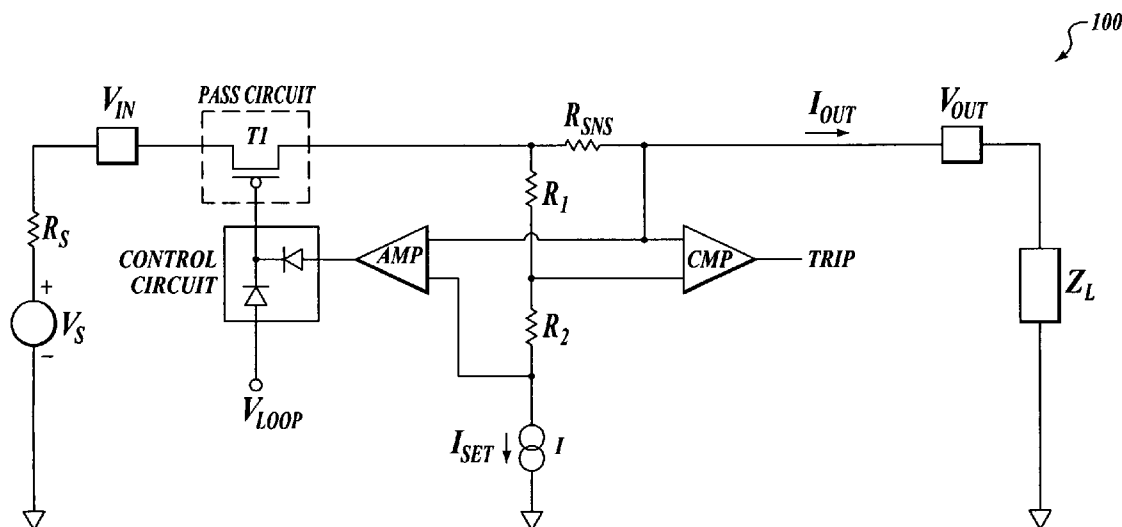 100
PASS CIRCUIT
V_IN
T1
R_SNS
I_OUT
V_OUT
R_1
R_S
CONTROL
CIRCUIT
AMP
CMP
TRIP
Z_L
+
V_S
−
R_2
V_LOOP
I_SET
I